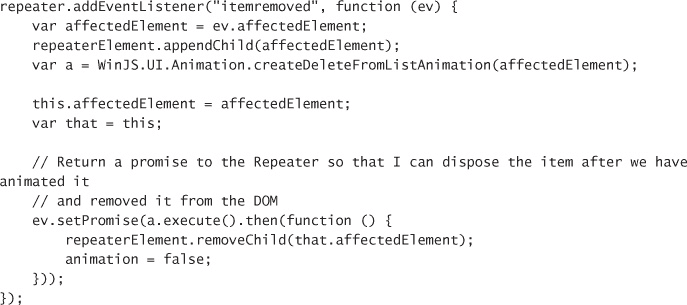 repeater.addEventListener("itemremoved", function (ev) {
    var affectedElement = ev.affectedElement;
    repeaterElement.appendChild(affectedElement);
    var a = WinJS.UI.Animation.createDeleteFromListAnimation(affectedElement);

    this.affectedElement = affectedElement;
    var that = this;

    // Return a promise to the Repeater so that I can dispose the item after we have
animated it
    // and removed it from the DOM
    ev.setPromise(a.execute().then(function () {
        repeaterElement.removeChild(that.affectedElement);
        animation = false;
    }));
});